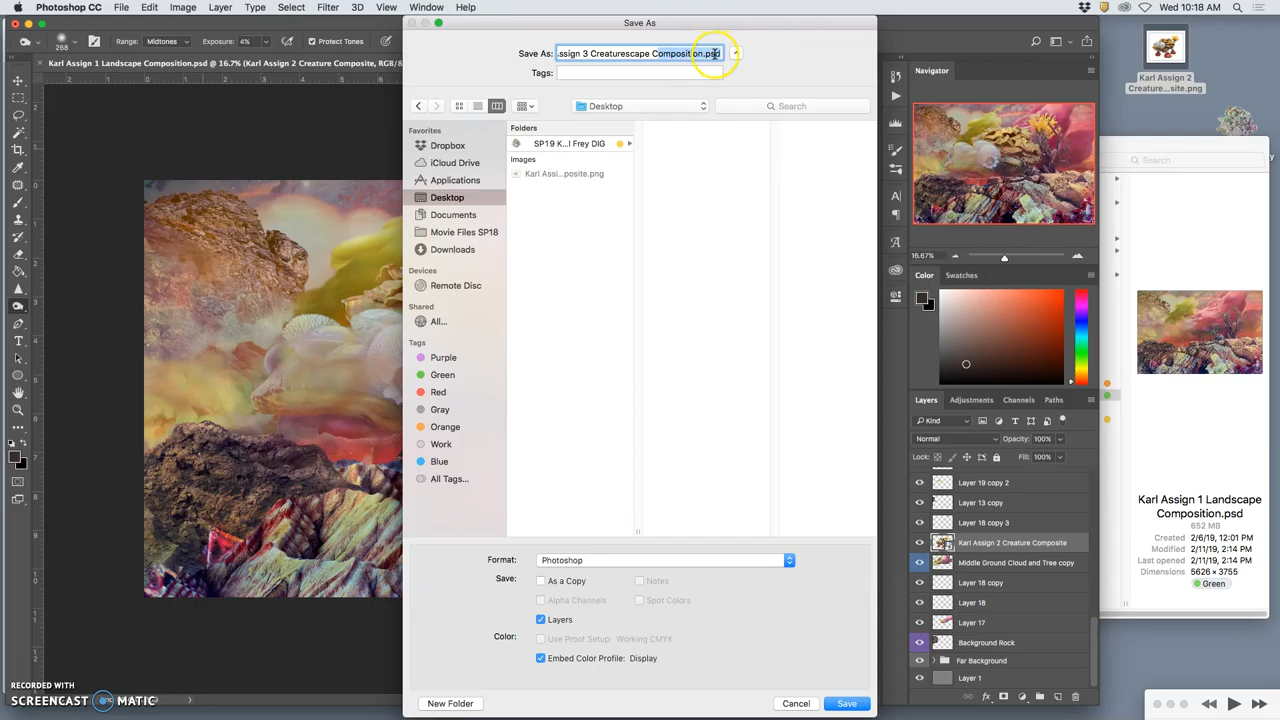 Photoshop CC File Edit Image Layer Type Select Filter 3D View Window Help
Wed 10:18 AM
Save As
268 Range: Midtones Exposure: 4% Protect Tones
Save As: .ssign 3 Creaturescape Composition.psd
Tags:
Karl Assign 1 Landscape Composition.psd @ 16.7% (Karl Assign 2 Creature Composite, RGB/8
Navigator
Karl Assign 2
Creature...site.png
Desktop
Search
Search
Favorites
Dropbox
iCloud Drive
Applications
Desktop
Documents
Movie Files SP18
Downloads
Devices
Remote Disc
Shared
All...
Tags
Purple
Green
Red
Gray
Orange
Work
Blue
All Tags...
Folders
SP19 K...l Frey DIG
Images
Karl Assi...posite.png
16.67%
Color Swatches
Layers Adjustments Channels Paths
Kind
Normal Opacity: 100%
Lock: Fill: 100%
Layer 19 copy 2
Layer 13 copy
Layer 18 copy 3
Karl Assign 2 Creature Composite
Middle Ground Cloud and Tree copy
Layer 18 copy
Layer 18
Layer 17
Background Rock
Far Background
Layer 1
fx
Karl Assign 1 Landscape
Composition.psd
652 MB
Created 2/6/19, 12:01 PM
Modified 2/11/19, 2:14 PM
Last opened 2/11/19, 2:14 PM
Dimensions 5626 × 3755
Green
Format: Photoshop
Save: As a Copy Notes
Alpha Channels Spot Colors
Layers
Color: Use Proof Setup: Working CMYK
Embed Color Profile: Display
New Folder Cancel Save
RECORDED WITH
SCREENCAST MATIC